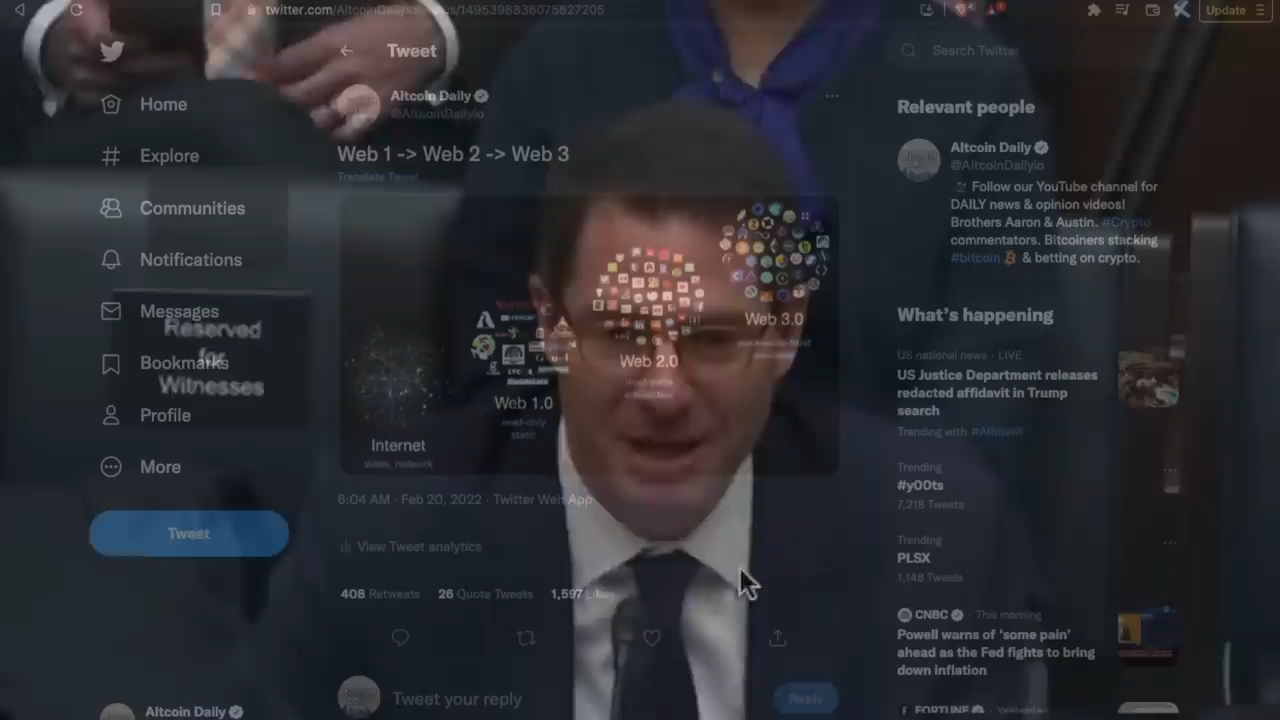 twitter.com/AltcoinDailyio/status/1495398836075827205
Update
Tweet
Search Twitter
Home
Explore
Communities
Notifications
Messages
Bookmarks
Profile
More
Tweet
Altcoin Daily
Reserved
for
Witnesses
Altcoin Daily
@AltcoinDailyio
Web 1 -> Web 2 -> Web 3
Translate Tweet
Internet
Web 1.0
read-only
static
Web 2.0
Web 3.0
6:04 AM · Feb 20, 2022 · Twitter Web App
View Tweet analytics
408 Retweets 26 Quote Tweets 1,597 Likes
Tweet your reply
Reply
Relevant people
Altcoin Daily
@AltcoinDailyio
Follow our YouTube channel for
DAILY news & opinion videos!
Brothers Aaron & Austin. #Crypto
commentators. Bitcoiners stacking
#bitcoin & betting on crypto.
What's happening
US national news · LIVE
US Justice Department releases
redacted affidavit in Trump
search
Trending with #Affidavit
Trending
#y00ts
7,218 Tweets
Trending
PLSX
1,148 Tweets
CNBC · This morning
Powell warns of 'some pain'
ahead as the Fed fights to bring
down inflation
FORTUNE · Yesterday